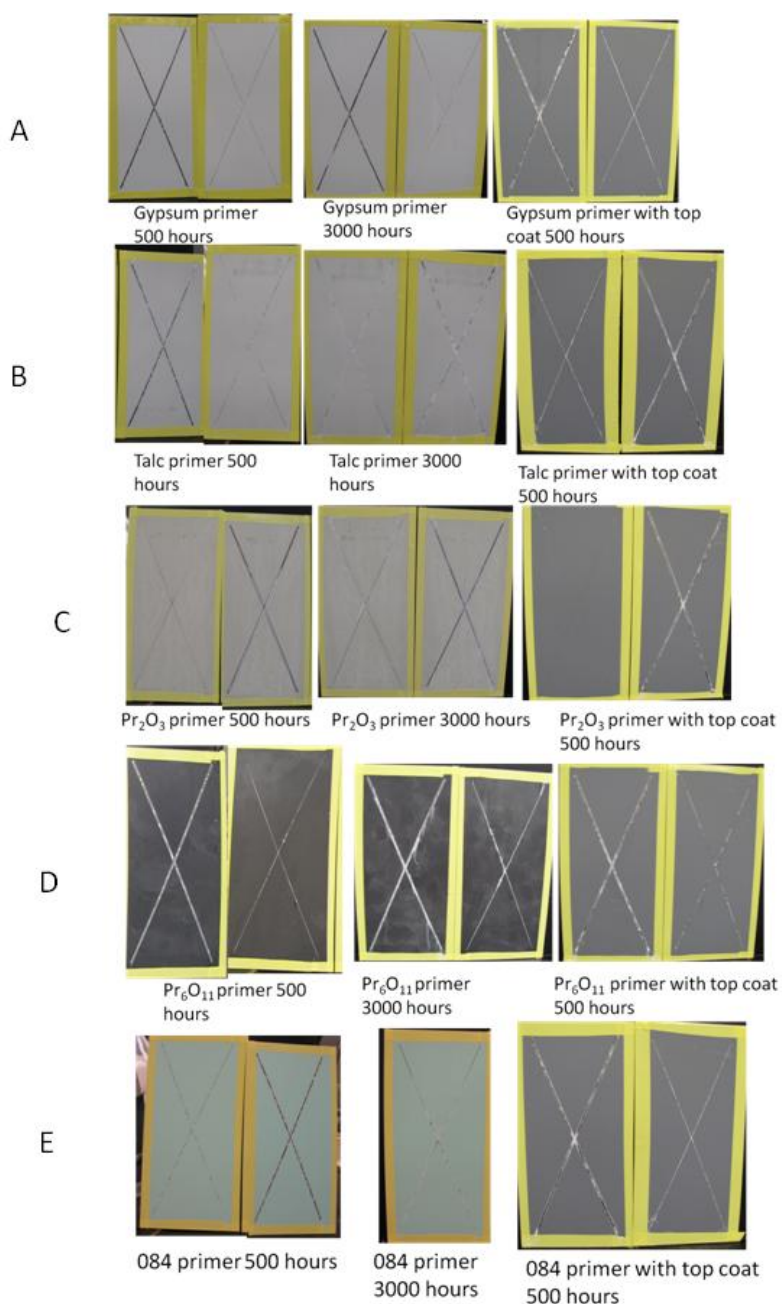 A
Gypsum primer
500 hours
Gypsum primer
3000 hours
Gypsum primer with top
coat 500 hours
B
Talc primer 500
hours
Talc primer 3000
hours
Talc primer with top coat
500 hours
C
Pr₂O₃ primer 500 hours
Pr₂O₃ primer 3000 hours
Pr₂O₃ primer with top coat
500 hours
D
Pr₆O₁₁ primer 500
hours
Pr₆O₁₁ primer
3000 hours
Pr₆O₁₁ primer with top coat
500 hours
E
084 primer 500 hours
084 primer
3000 hours
084 primer with top coat
500 hours